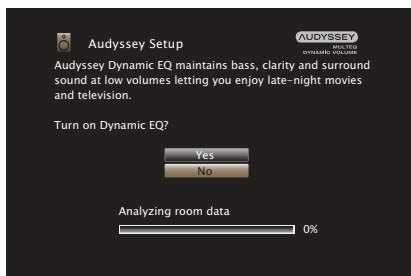 Audyssey Setup
AUDYSSEY
MULTEQ
DYNAMIC VOLUME
Audyssey Dynamic EQ maintains bass, clarity and surround
sound at low volumes letting you enjoy late-night movies
and television.
Turn on Dynamic EQ?
Yes
No
Analyzing room data
0%